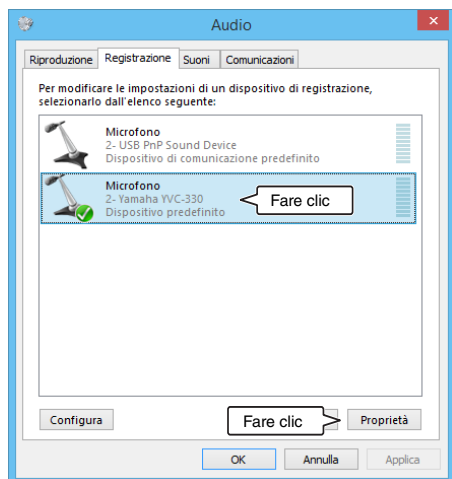 Audio
Riproduzione Registrazione Suoni Comunicazioni
Per modificare le impostazioni di un dispositivo di registrazione,
selezionarlo dall'elenco seguente:
Microfono
2- USB PnP Sound Device
Dispositivo di comunicazione predefinito
Microfono
2- Yamaha YVC-330
Dispositivo predefinito
Fare clic
Configura Fare clic Proprietà
OK Annulla Applica